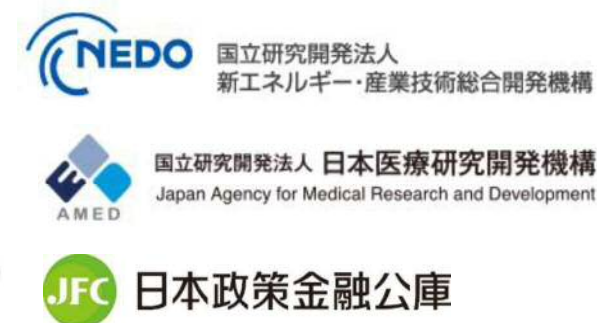 NEDO
国立研究開発法人
新エネルギー・産業技術総合開発機構
AMED
国立研究開発法人 日本医療研究開発機構
Japan Agency for Medical Research and Development
JFC 日本政策金融公庫